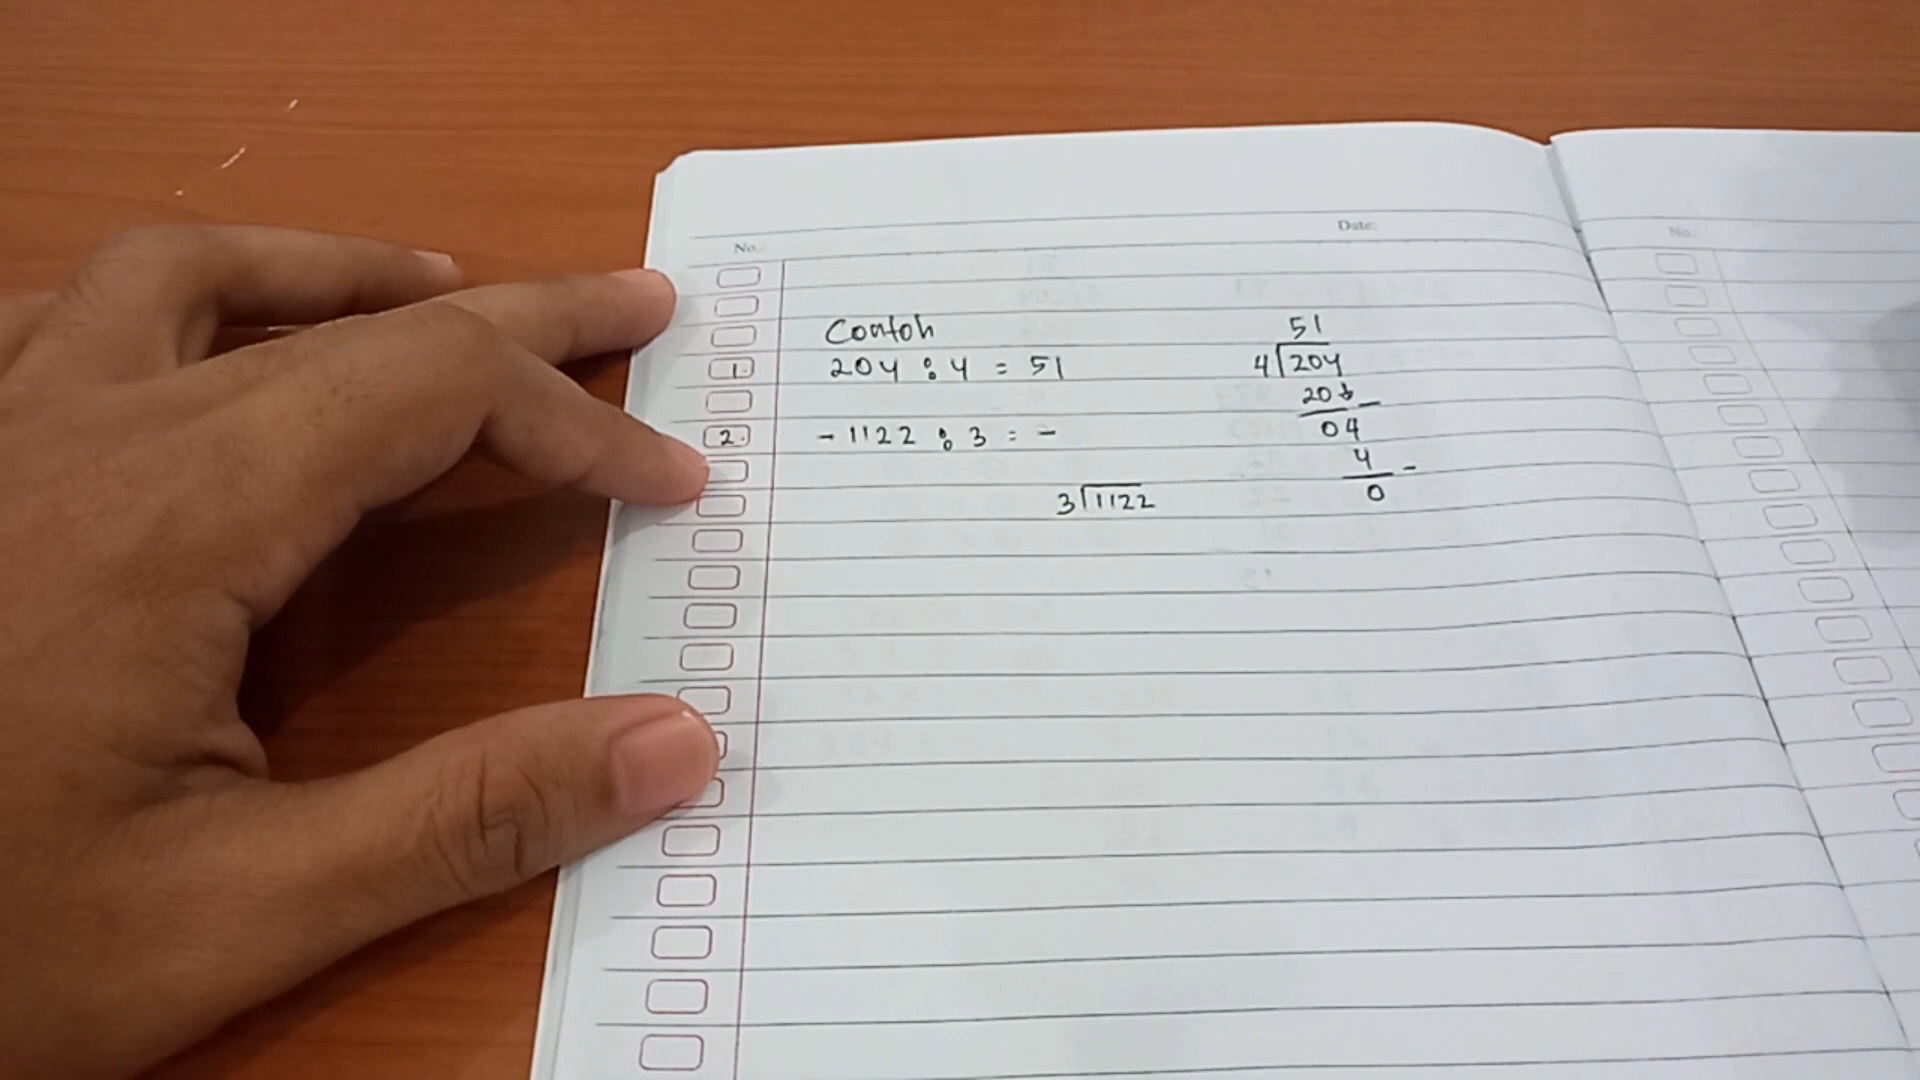 No.
Date:
No.
Contoh
1. 204 : 4 = 51
2. - 1122 : 3 = -
3 1122
51
4 204
20
04
4 -
0